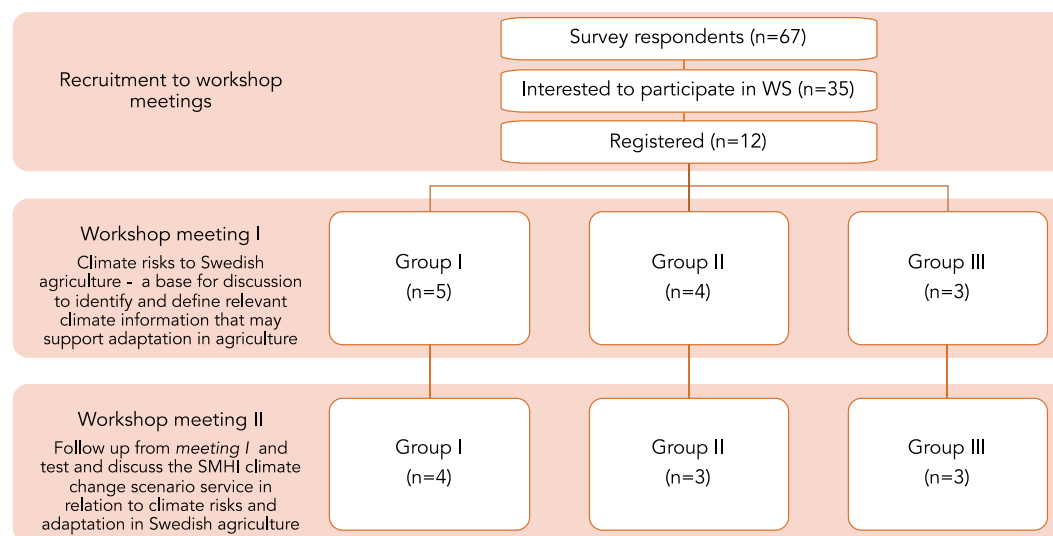 Recruitment to workshop
meetings
Survey respondents (n=67)
Interested to participate in WS (n=35)
Registered (n=12)
Workshop meeting I
Climate risks to Swedish
agriculture - a base for discussion
to identify and define relevant
climate information that may
support adaptation in agriculture
Group I
(n=5)
Group II
(n=4)
Group III
(n=3)
Workshop meeting II
Follow up from meeting I and
test and discuss the SMHI climate
change scenario service in
relation to climate risks and
adaptation in Swedish agriculture
Group I
(n=4)
Group II
(n=3)
Group III
(n=3)